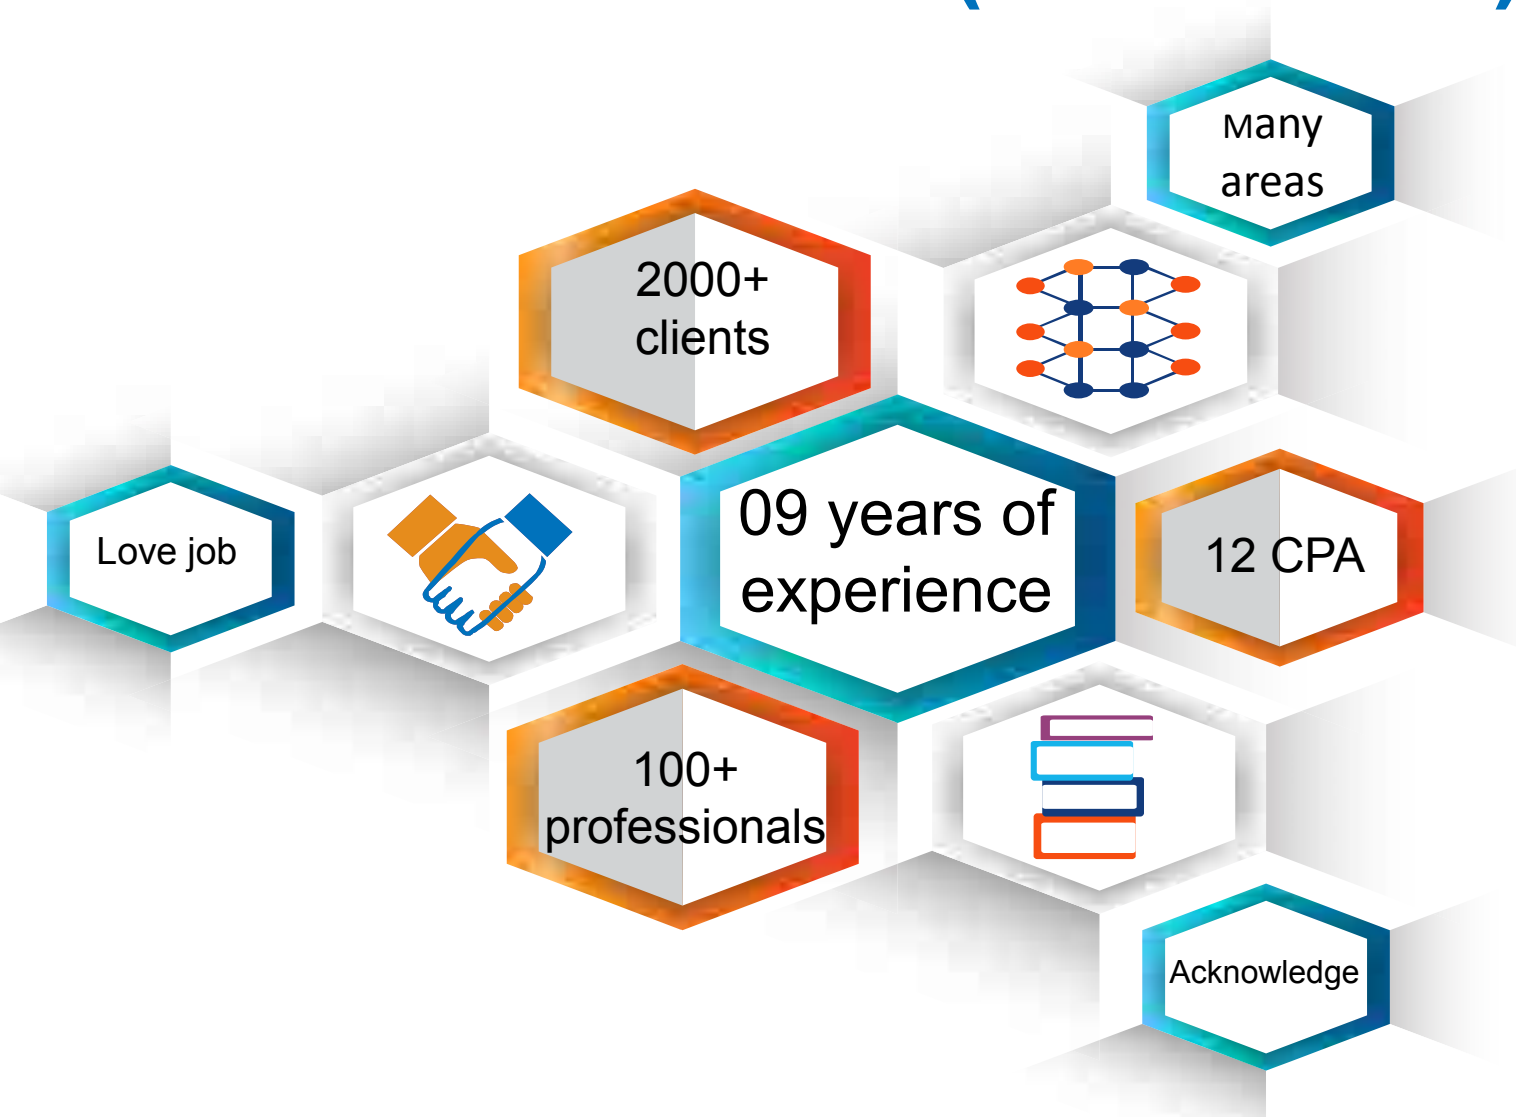 Many
areas
2000+
clients
09 years of
experience
12 CPA
Love job
100+
professionals
Acknowledge